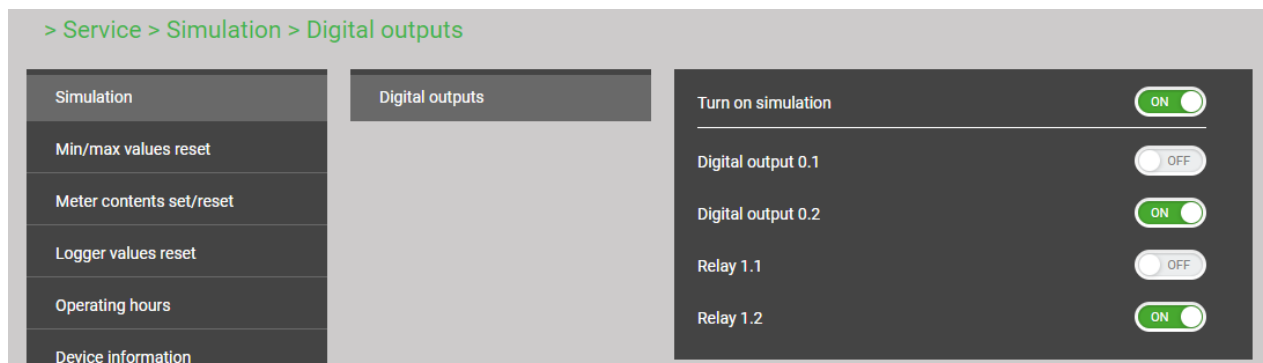 > Service > Simulation > Digital outputs
Simulation
Min/max values reset
Meter contents set/reset
Logger values reset
Operating hours
Device information
Digital outputs
Turn on simulation ON
Digital output 0.1 OFF
Digital output 0.2 ON
Relay 1.1 OFF
Relay 1.2 ON